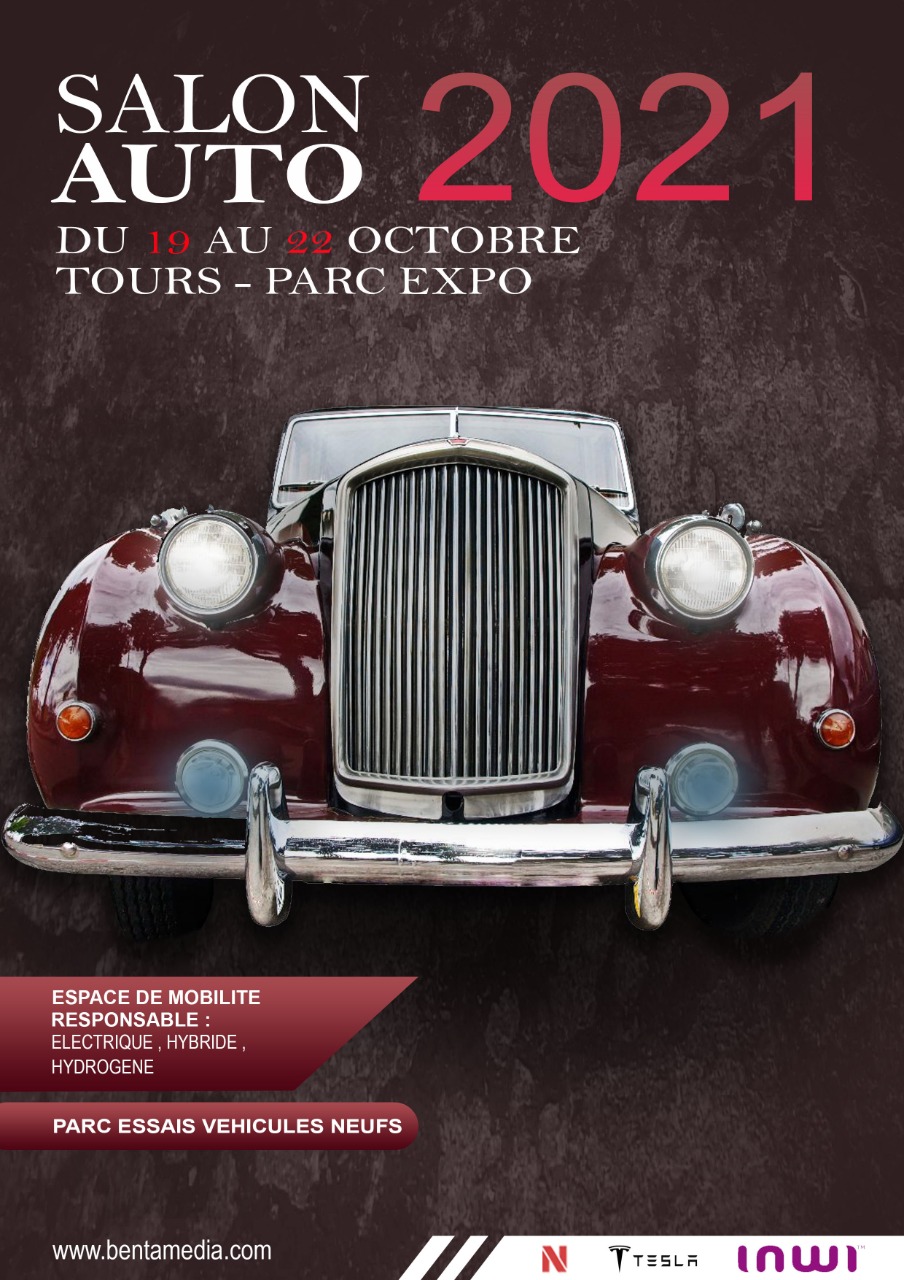 SALON
AUTO
2021
DU 19 AU 22 OCTOBRE
TOURS - PARC EXPO
ESPACE DE MOBILITE
RESPONSABLE :
ELECTRIQUE , HYBRIDE ,
HYDROGENE
PARC ESSAIS VEHICULES NEUFS
www.bentamedia.com
N
TESLA
inwi™